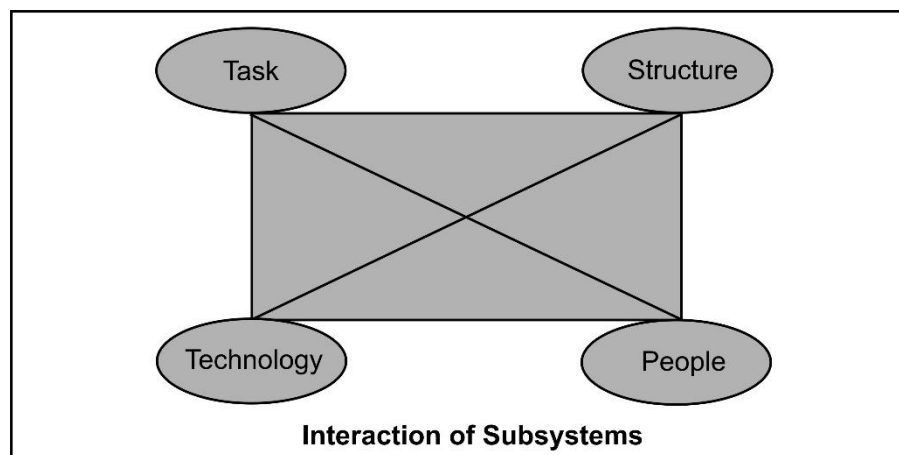 Task
Structure
Technology
People
Interaction of Subsystems